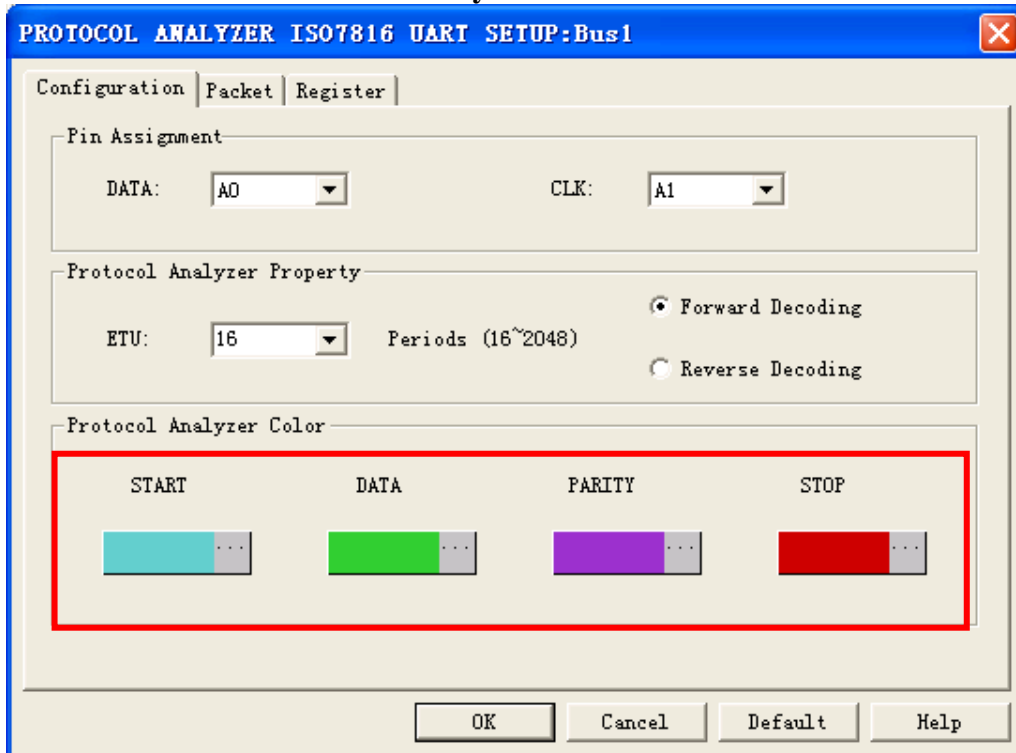 PROTOCOL ANALYZER ISO7816 UART SETUP:Bus1
Configuration Packet Register
Pin Assignment
DATA: A0 CLK: A1
Protocol Analyzer Property
Forward Decoding
ETU: 16 Periods (16~2048)
Reverse Decoding
Protocol Analyzer Color
START DATA PARITY STOP
... ... ... ...
OK Cancel Default Help